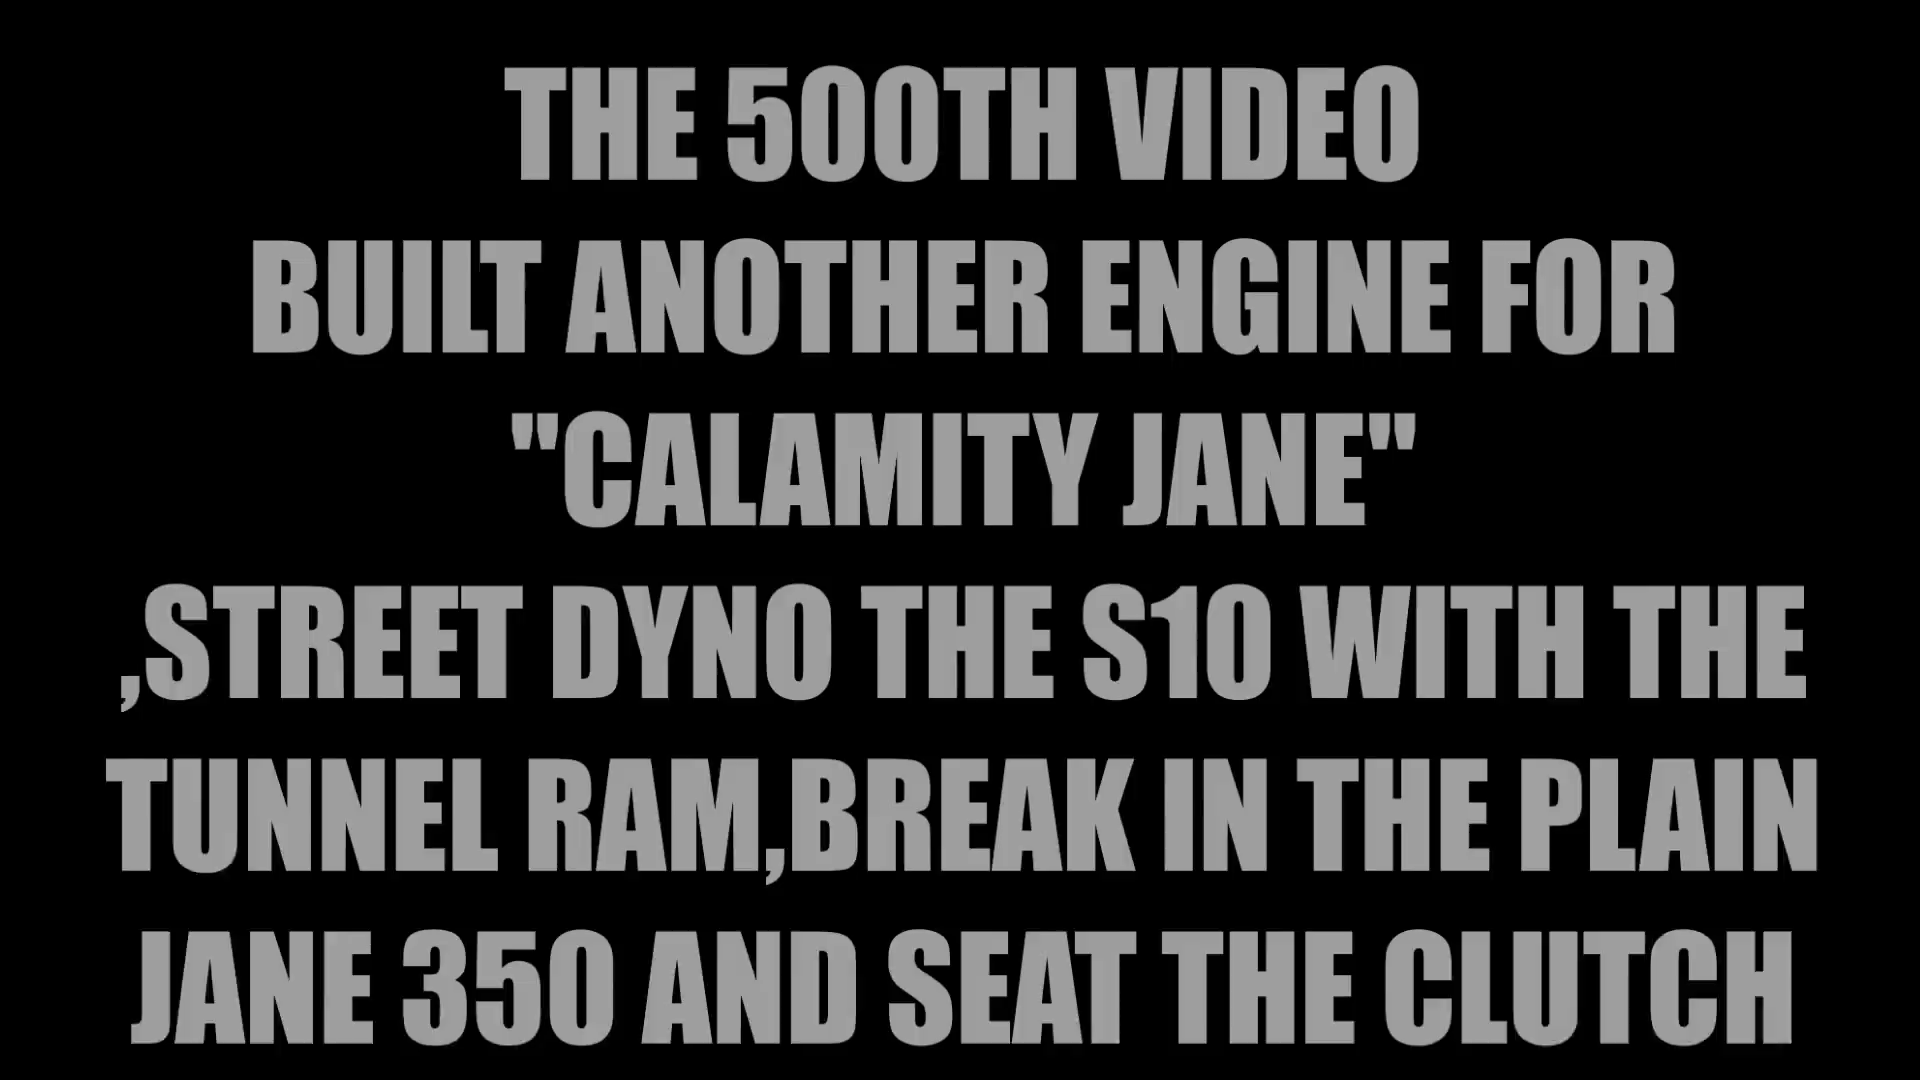 THE 500TH VIDEO
BUILT ANOTHER ENGINE FOR
"CALAMITY JANE"
,STREET DYNO THE S10 WITH THE
TUNNEL RAM,BREAK IN THE PLAIN
JANE 350 AND SEAT THE CLUTCH